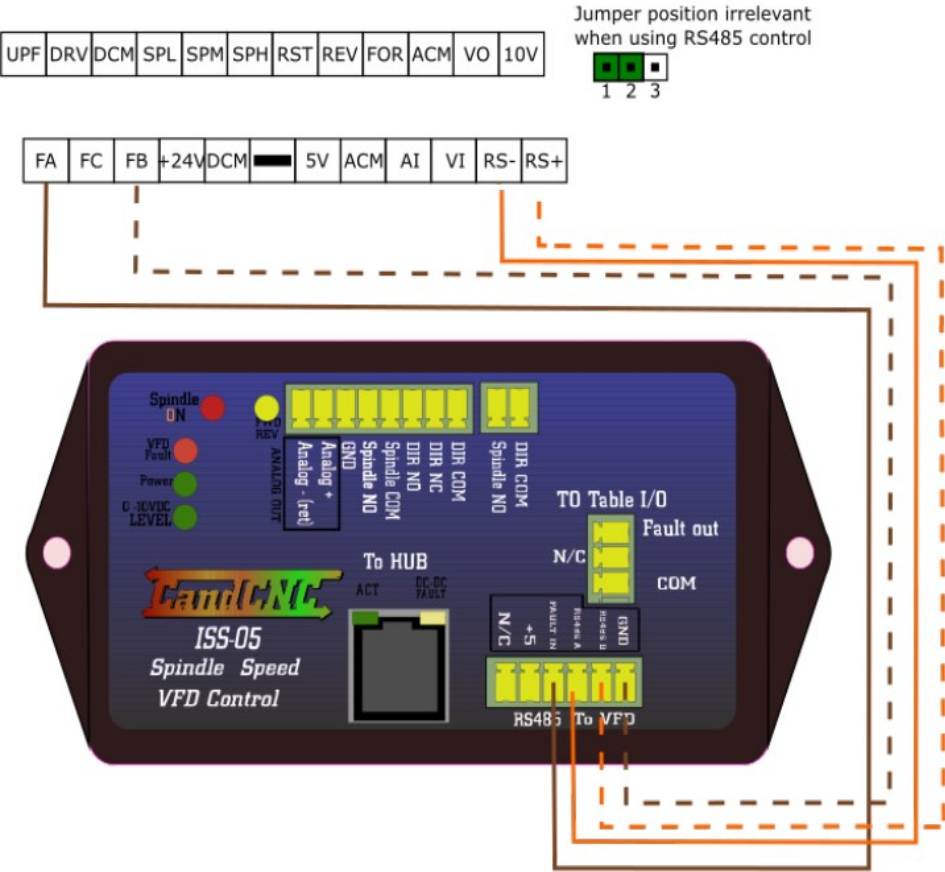 Jumper position irrelevant
when using RS485 control
1 2 3
UPF DRV DCM SPL SPM SPH RST REV FOR ACM VO 10V
FA FC FB +24V DCM 5V ACM AI VI RS- RS+
Spindle
ON
FWD
REV
VFD
Fault
Power
0 -10VDC
LEVEL
ANALOG OUT
Analog - (ret)
Analog +
GND
Spindle NO
Spindle COM
DIR NO
DIR NC
DIR COM
Spindle NO
DIR COM
TO Table I/O
Fault out
N/C
COM
To HUB
ACT
DC-DC
FAULT
CandCNC
ISS-05
Spindle Speed
VFD Control
N/C
+5
FAULT IN
RS485 A
RS485 B
GND
RS485 To VFD